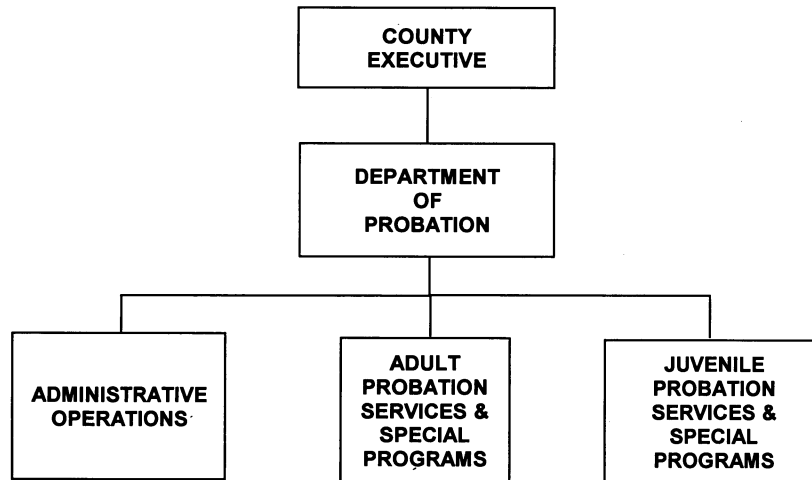 COUNTY
EXECUTIVE
DEPARTMENT
OF
PROBATION
ADMINISTRATIVE
OPERATIONS
ADULT
PROBATION
SERVICES &
SPECIAL
PROGRAMS
JUVENILE
PROBATION
SERVICES &
SPECIAL
PROGRAMS